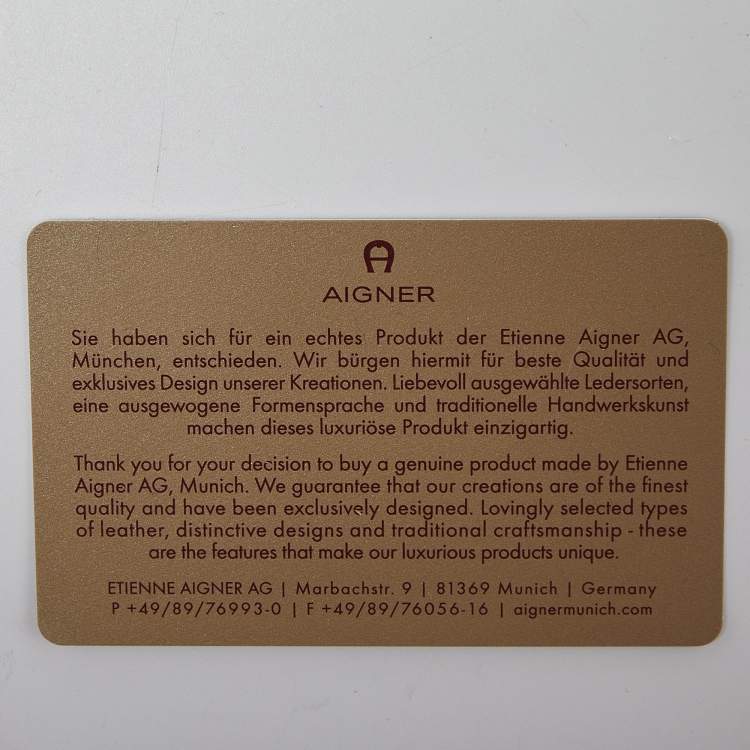 AIGNER
Sie haben sich für ein echtes Produkt der Etienne Aigner AG,
München, entschieden. Wir bürgen hiermit für beste Qualität und
exklusives Design unserer Kreationen. Liebevoll ausgewählte Ledersorten,
eine ausgewogene Formensprache und traditionelle Handwerkskunst
machen dieses luxuriöse Produkt einzigartig.
Thank you for your decision to buy a genuine product made by Etienne
Aigner AG, Munich. We guarantee that our creations are of the finest
quality and have been exclusively designed. Lovingly selected types
of leather, distinctive designs and traditional craftsmanship - these
are the features that make our luxurious products unique.
ETIENNE AIGNER AG | Marbachstr. 9 | 81369 Munich | Germany
P +49/89/76993-0 | F +49/89/76056-16 | aignermunich.com